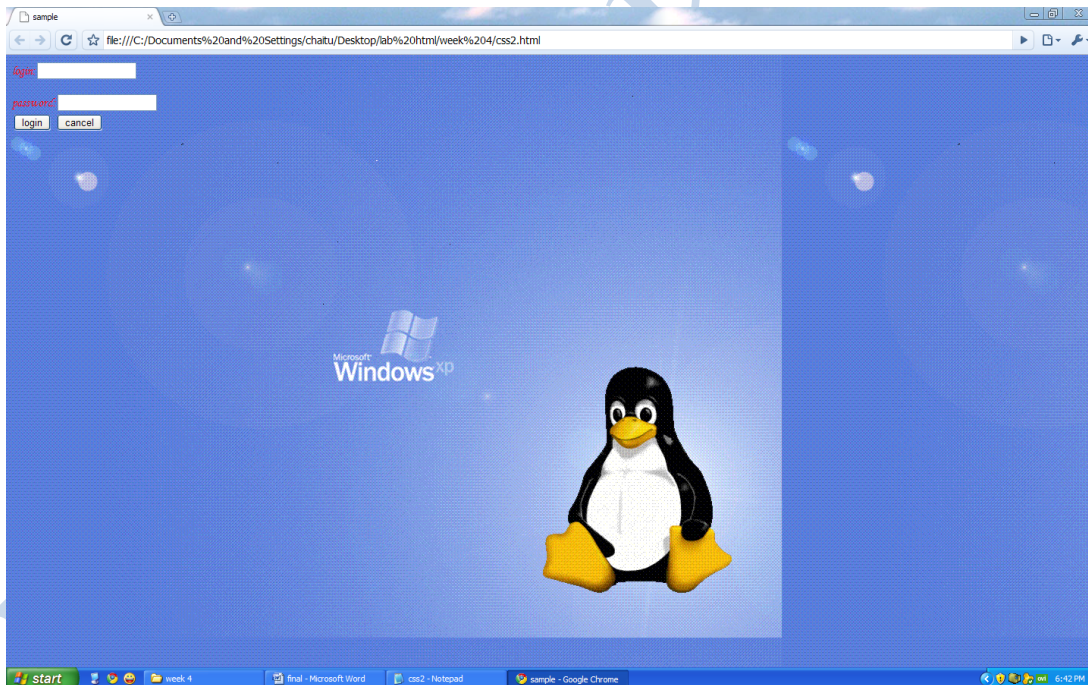 sample
file:///C:/Documents%20and%20Settings/chaitu/Desktop/lab%20html/week%204/css2.html
login:
password:
login cancel
Microsoft
Windows xp
start week 4 final - Microsoft Word css2 - Notepad sample - Google Chrome ovi 6:42 PM